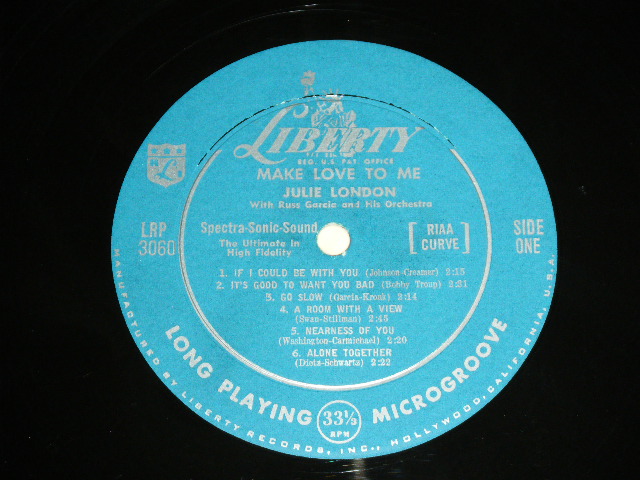 LIBERTY
REG. U.S. PAT. OFFICE
MAKE LOVE TO ME
JULIE LONDON
With Russ Garcia and his Orchestra
LRP
3060
Spectra-Sonic-Sound
The Ultimate in
High Fidelity
[ RIAA
CURVE ]
SIDE
ONE
1. IF I COULD BE WITH YOU (Johnson-Creamer) 2:15
2. IT'S GOOD TO WANT YOU BAD (Bobby Troup) 2:21
3. GO SLOW (Garcia-Kronk) 2:14
4. A ROOM WITH A VIEW
(Swan-Stillman) 2:45
5. NEARNESS OF YOU
(Washington-Carmichael) 2:20
6. ALONE TOGETHER
(Dietz-Schwartz) 2:22
LONG PLAYING 33⅓ RPM MICROGROOVE
MANUFACTURED BY LIBERTY RECORDS, INC., HOLLYWOOD, CALIFORNIA, U.S.A.